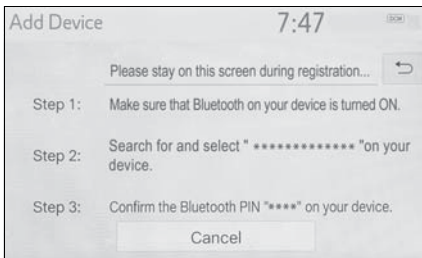 Add Device
7:47
DCM
Please stay on this screen during registration...
Step 1:
Make sure that Bluetooth on your device is turned ON.
Step 2:
Search for and select " ************* "on your
device.
Step 3:
Confirm the Bluetooth PIN "****" on your device.
Cancel